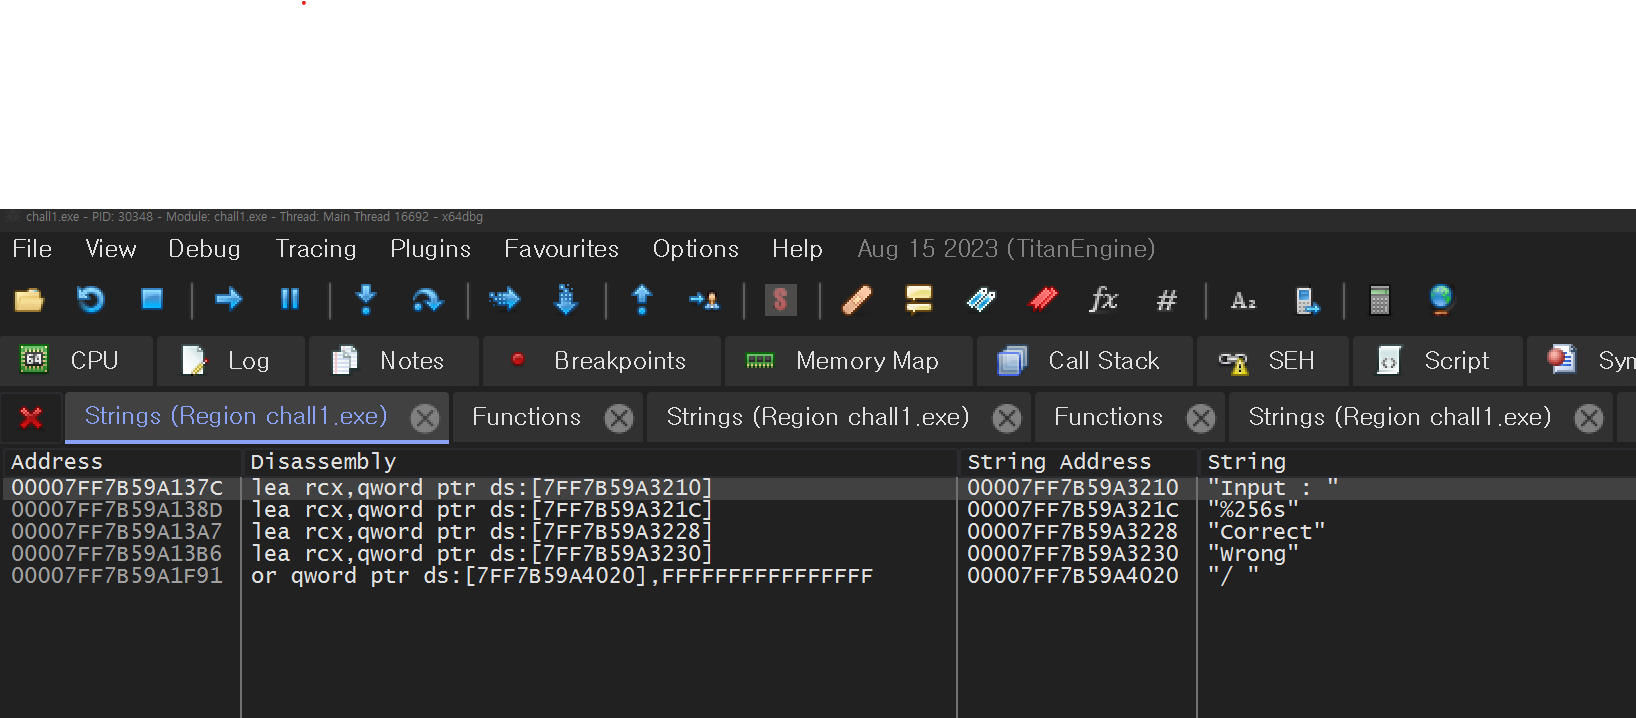 chall1.exe - PID: 30348 - Module: chall1.exe - Thread: Main Thread 16692 - x64dbg
File View Debug Tracing Plugins Favourites Options Help Aug 15 2023 (TitanEngine)
CPU Log Notes Breakpoints Memory Map Call Stack SEH Script Sym
Strings (Region chall1.exe) Functions Strings (Region chall1.exe) Functions Strings (Region chall1.exe)
Address Disassembly String Address String
00007FF7B59A137C lea rcx,qword ptr ds:[7FF7B59A3210] 00007FF7B59A3210 "Input : "
00007FF7B59A138D lea rcx,qword ptr ds:[7FF7B59A321C] 00007FF7B59A321C "%256s"
00007FF7B59A13A7 lea rcx,qword ptr ds:[7FF7B59A3228] 00007FF7B59A3228 "Correct"
00007FF7B59A13B6 lea rcx,qword ptr ds:[7FF7B59A3230] 00007FF7B59A3230 "Wrong"
00007FF7B59A1F91 or qword ptr ds:[7FF7B59A4020],FFFFFFFFFFFFFFFF 00007FF7B59A4020 "/ "